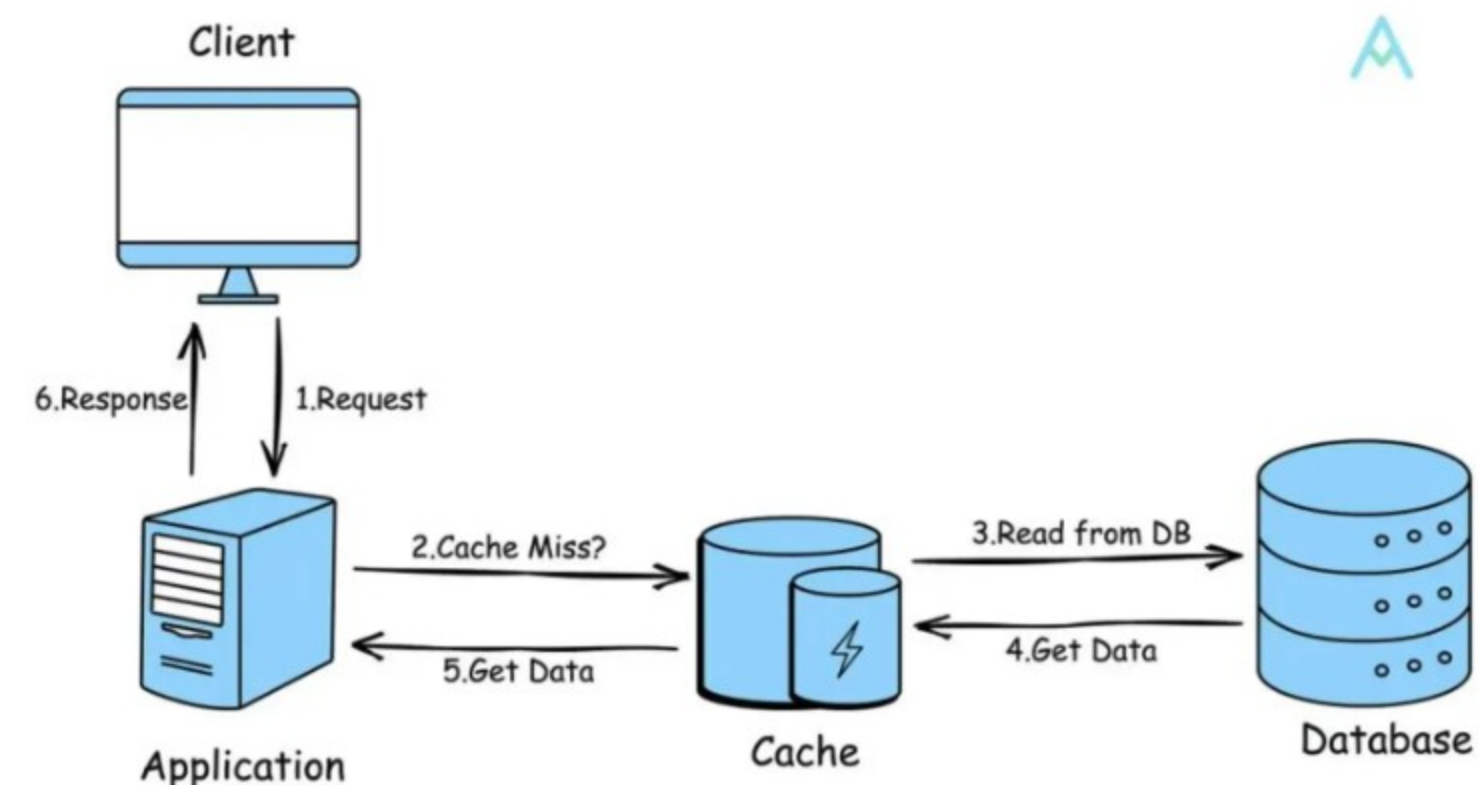 Client
6.Response
1.Request
2.Cache Miss?
3.Read from DB
4.Get Data
5.Get Data
Application
Cache
Database